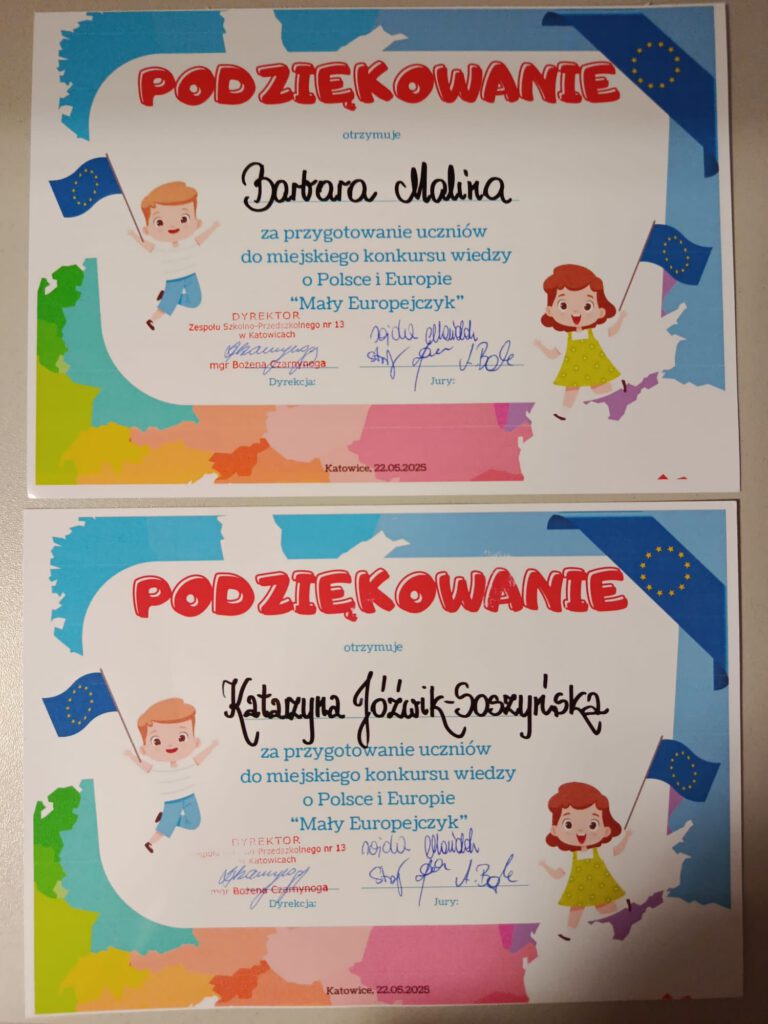 PODZIĘKOWANIE
otrzymuje
Barbara Malina
za przygotowanie uczniów
do miejskiego konkursu wiedzy
o Polsce i Europie
“Mały Europejczyk”
DYREKTOR
Zespołu Szkolno-Przedszkolnego nr 13
w Katowicach
mgr Bożena Czarnynoga
Dyrekcja:
Jury:
Katowice, 22.05.2025
PODZIĘKOWANIE
otrzymuje
Katarzyna Jóźwik-Soszyńska
za przygotowanie uczniów
do miejskiego konkursu wiedzy
o Polsce i Europie
“Mały Europejczyk”
DYREKTOR
Przedszkolnego nr 13
w Katowicach
mgr Bożena Czarnynoga
Dyrekcja:
Jury:
Katowice, 22.05.2025